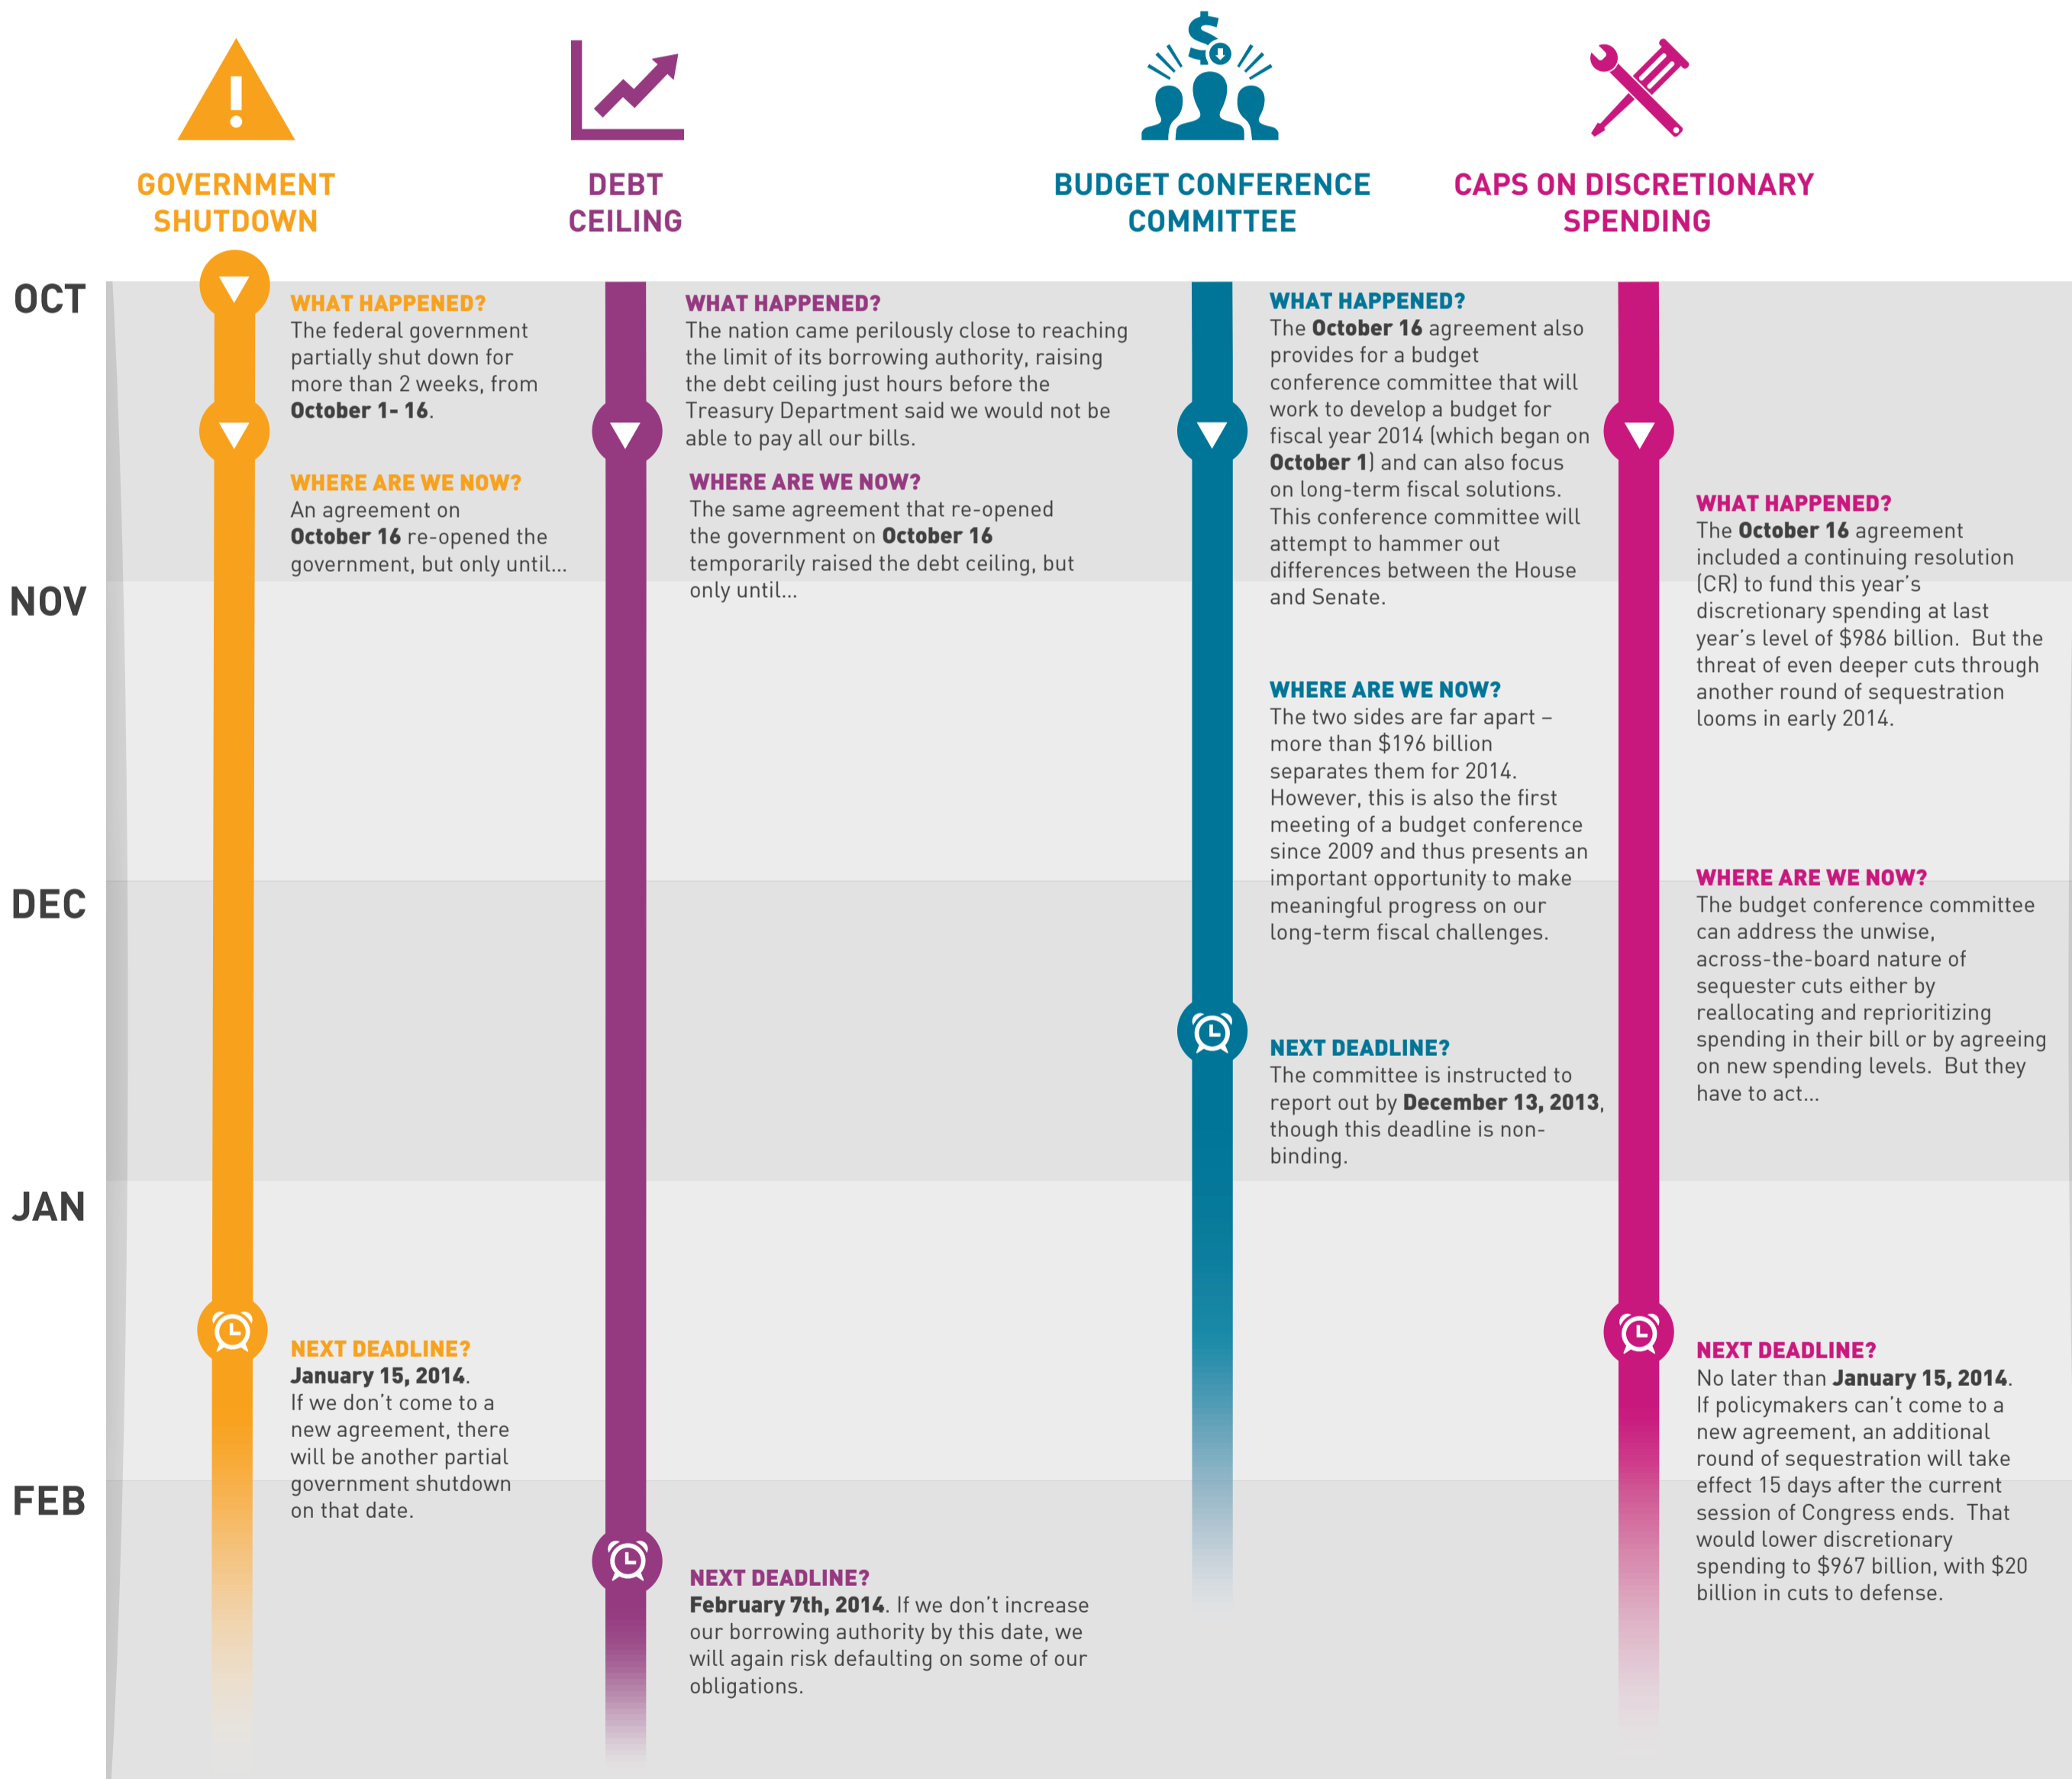 GOVERNMENT
SHUTDOWN
DEBT
CEILING
BUDGET CONFERENCE
COMMITTEE
CAPS ON DISCRETIONARY
SPENDING
OCT
NOV
DEC
JAN
FEB
WHAT HAPPENED?
The federal government
partially shut down for
more than 2 weeks, from
October 1- 16.
WHERE ARE WE NOW?
An agreement on
October 16 re-opened the
government, but only until...
NEXT DEADLINE?
January 15, 2014.
If we don't come to a
new agreement, there
will be another partial
government shutdown
on that date.
WHAT HAPPENED?
The nation came perilously close to reaching
the limit of its borrowing authority, raising
the debt ceiling just hours before the
Treasury Department said we would not be
able to pay all our bills.
WHERE ARE WE NOW?
The same agreement that re-opened
the government on October 16
temporarily raised the debt ceiling, but
only until...
NEXT DEADLINE?
February 7th, 2014. If we don't increase
our borrowing authority by this date, we
will again risk defaulting on some of our
obligations.
WHAT HAPPENED?
The October 16 agreement also
provides for a budget
conference committee that will
work to develop a budget for
fiscal year 2014 (which began on
October 1) and can also focus
on long-term fiscal solutions.
This conference committee will
attempt to hammer out
differences between the House
and Senate.
WHERE ARE WE NOW?
The two sides are far apart –
more than $196 billion
separates them for 2014.
However, this is also the first
meeting of a budget conference
since 2009 and thus presents an
important opportunity to make
meaningful progress on our
long-term fiscal challenges.
NEXT DEADLINE?
The committee is instructed to
report out by December 13, 2013,
though this deadline is non-
binding.
WHAT HAPPENED?
The October 16 agreement
included a continuing resolution
(CR) to fund this year's
discretionary spending at last
year's level of $986 billion.  But the
threat of even deeper cuts through
another round of sequestration
looms in early 2014.
WHERE ARE WE NOW?
The budget conference committee
can address the unwise,
across-the-board nature of
sequester cuts either by
reallocating and reprioritizing
spending in their bill or by agreeing
on new spending levels.  But they
have to act...
NEXT DEADLINE?
No later than January 15, 2014.
If policymakers can't come to a
new agreement, an additional
round of sequestration will take
effect 15 days after the current
session of Congress ends.  That
would lower discretionary
spending to $967 billion, with $20
billion in cuts to defense.